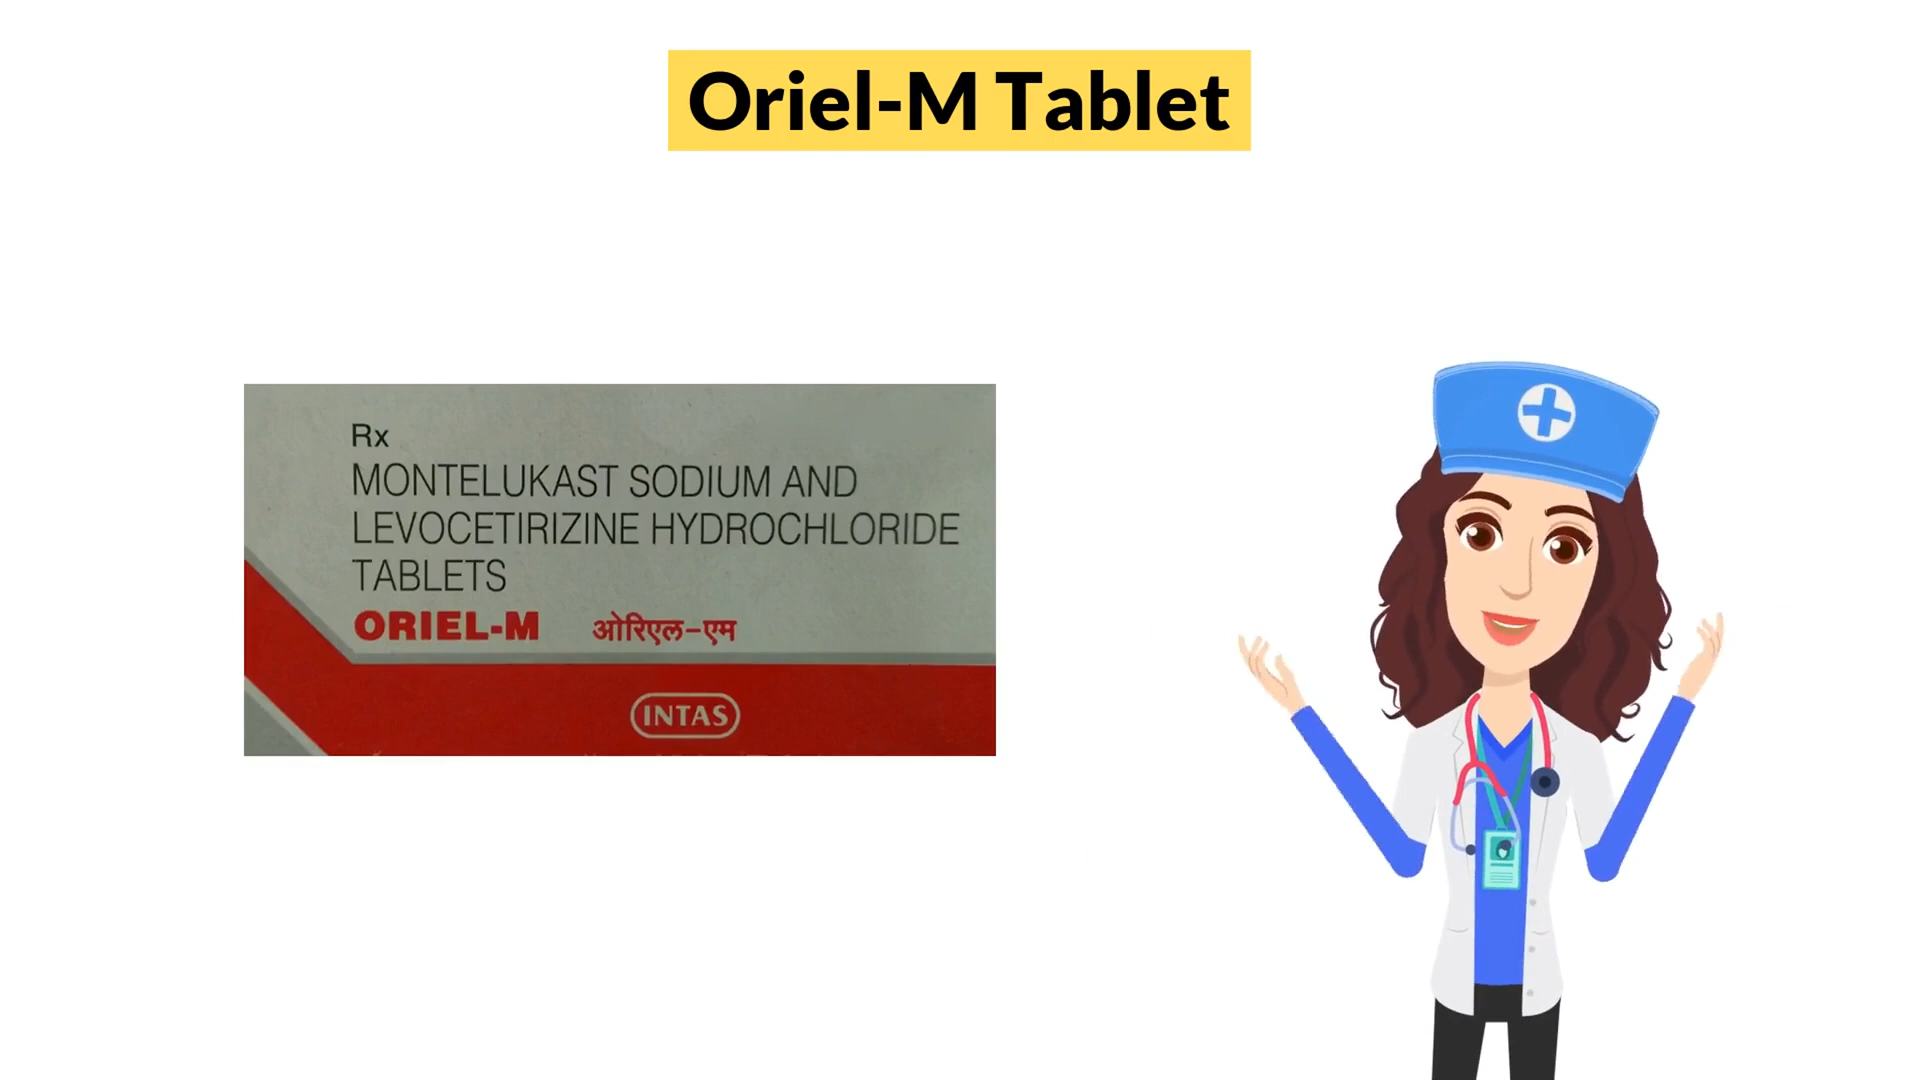 Oriel-M Tablet
Rx
MONTELUKAST SODIUM AND
LEVOCETIRIZINE HYDROCHLORIDE
TABLETS
ORIEL-M ओरिएल-एम
INTAS